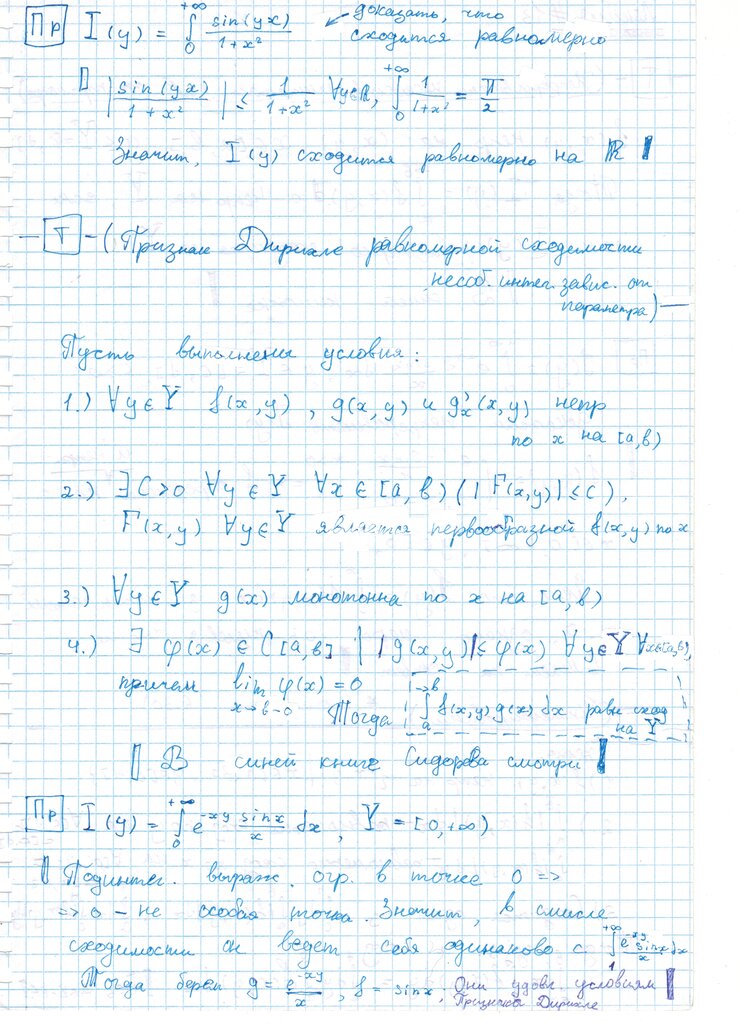 Пр I(y) = ∫₀^{+∞} sin(yx)/(1+x²) ← доказать, что
сходится равномерно
▯ |sin(yx)/(1+x²)| ≤ 1/(1+x²) ∀y∈ℝ, ∫₀^{+∞} 1/(1+x²) = π/2
Значит, I(y) сходится равномерно на ℝ ▮
— Т – (Признак Дирихле равномерной сходимости
несоб. интег. завис. от
параметра) —
Пусть выполнены условия:
1.) ∀y∈Y f(x,y), g(x,y) и g'ₓ(x,y) непр
по x на [a,b)
2.) ∃C>0 ∀y∈Y ∀x∈[a,b) (|F(x,y)|≤C),
F(x,y) ∀y∈Y является первообразной f(x,y) по x
3.) ∀y∈Y g(x) монотонна по x на [a,b)
4.) ∃ φ(x) ∈ C[a,b] | |g(x,y)|≤φ(x) ∀y∈Y ∀x∈[a,b),
причем lim_{x→b-0} φ(x) = 0
Тогда ∫ₐ^{→b} f(x,y)g(x) dx равн сход
на Y
▯ В синей книге Сидорова смотри ▮
Пр I(y) = ∫₀^{+∞} e^{-xy} sinx/x dx, Y = [0,+∞)
▯ Подинтег. выраж. огр. в точке 0 =>
=> 0 – не особая точка. Значит, в смысле
сходимости он ведет себя одинаково с ∫₁^{+∞} e^{-xy} sinx/x dx
Тогда берем g = e^{-xy}/x, f = sinx. Они удовл. условиям ▮
Признака Дирихле